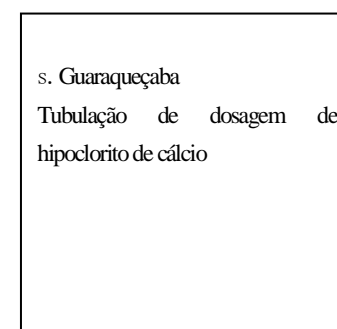 s. Guaraqueçaba
Tubulação de dosagem de
hipoclorito de cálcio